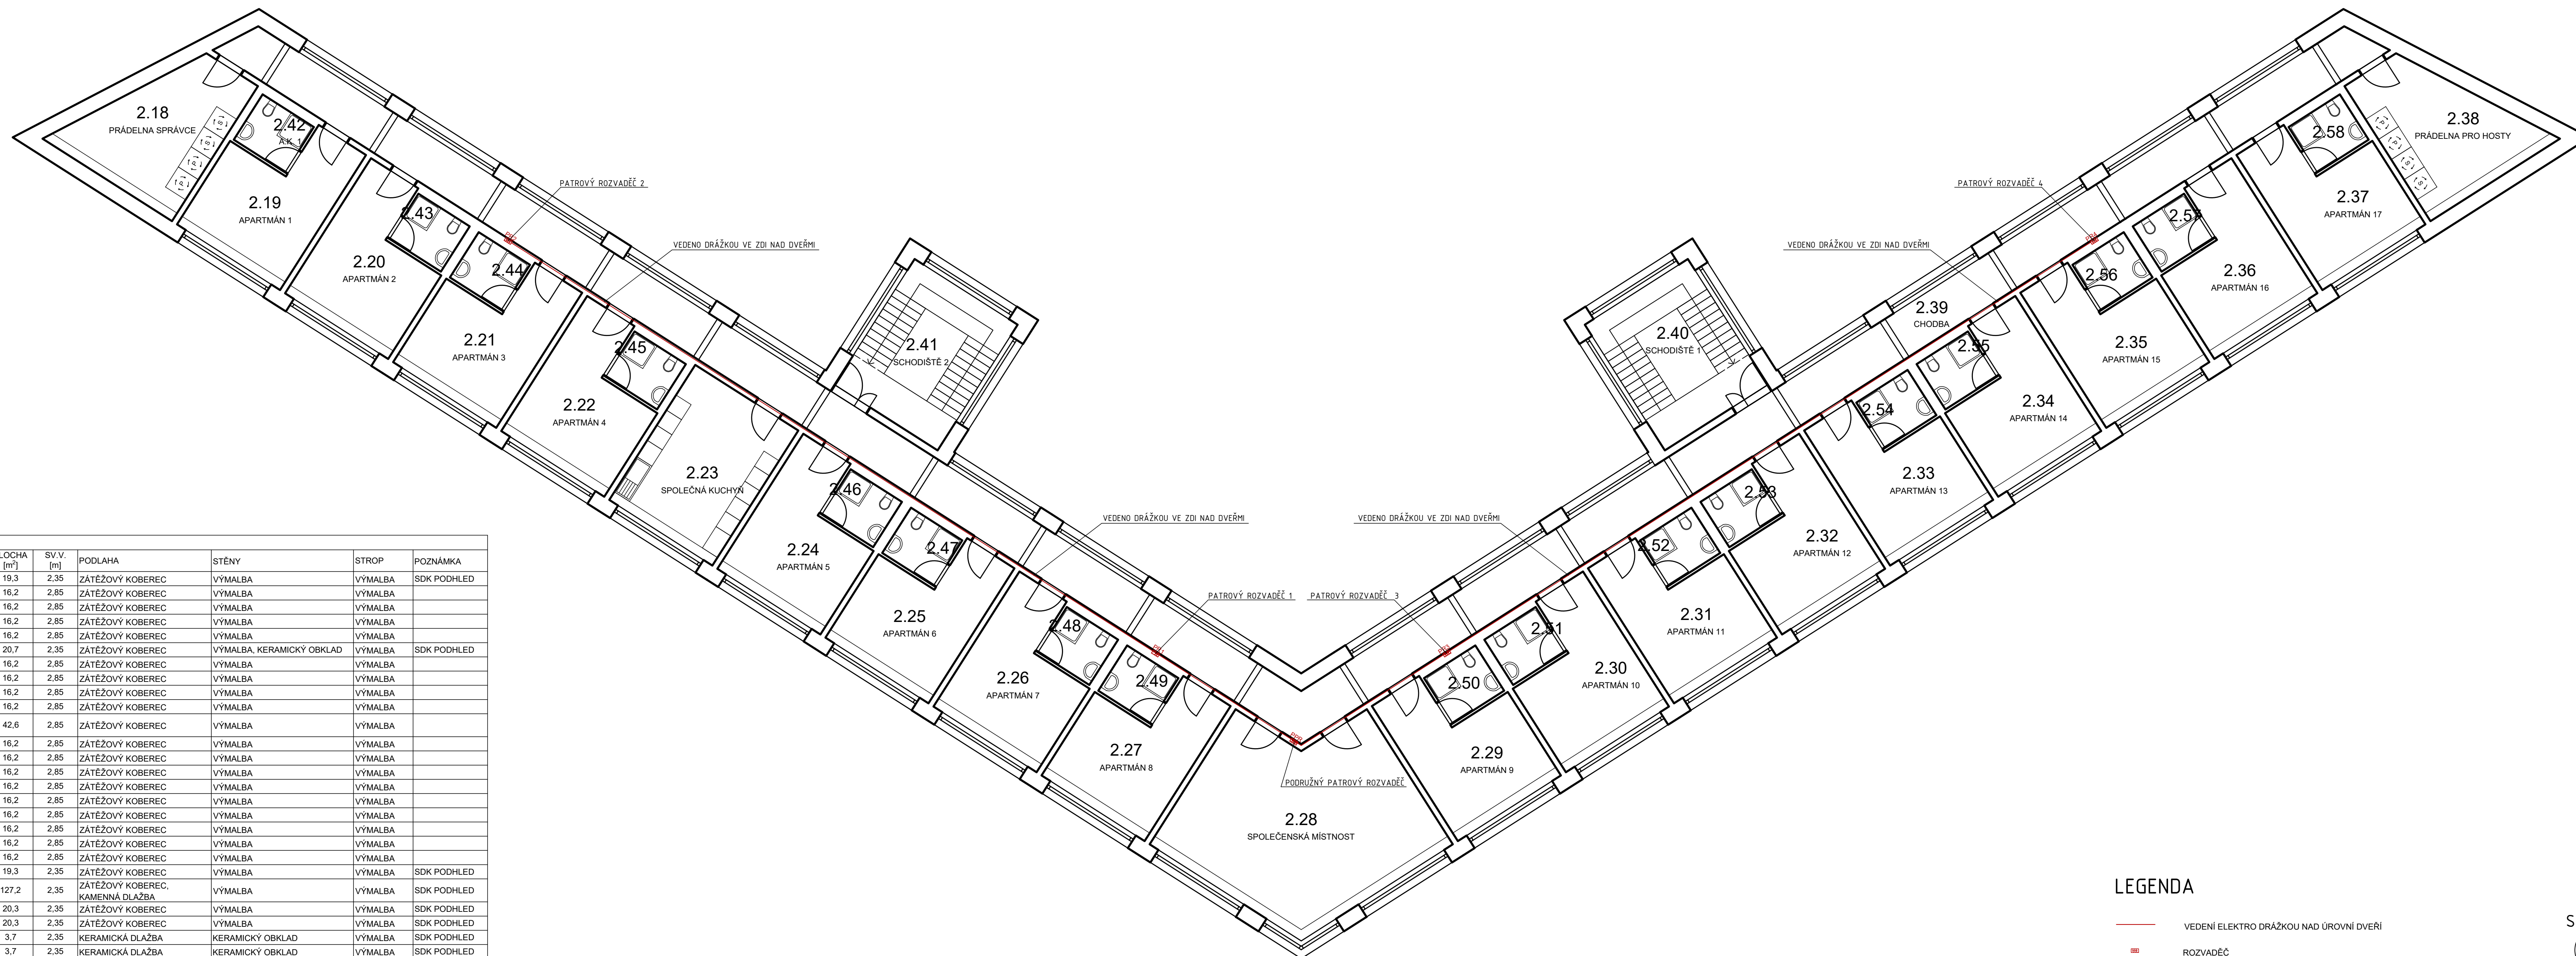 2.18
PRÁDELNA SPRÁVCE
2.42
A.K. 1
2.19
APARTMÁN 1
2.43
2.20
APARTMÁN 2
2.44
2.21
APARTMÁN 3
PATROVÝ ROZVADĚČ 2
VEDENO DRÁŽKOU VE ZDI NAD DVEŘMI
2.45
2.22
APARTMÁN 4
2.41
SCHODIŠTĚ 2
2.23
SPOLEČNÁ KUCHYŇ
2.46
2.24
APARTMÁN 5
2.47
2.25
APARTMÁN 6
VEDENO DRÁŽKOU VE ZDI NAD DVEŘMI
2.48
2.26
APARTMÁN 7
PATROVÝ ROZVADĚČ 1
2.49
2.27
APARTMÁN 8
PODRUŽNÝ PATROVÝ ROZVADĚČ
2.28
SPOLEČENSKÁ MÍSTNOST
PATROVÝ ROZVADĚČ 3
2.50
2.29
APARTMÁN 9
VEDENO DRÁŽKOU VE ZDI NAD DVEŘMI
2.51
2.30
APARTMÁN 10
2.52
2.31
APARTMÁN 11
2.53
2.32
APARTMÁN 12
2.40
SCHODIŠTĚ 1
2.54
2.33
APARTMÁN 13
2.39
CHODBA
2.55
2.34
APARTMÁN 14
VEDENO DRÁŽKOU VE ZDI NAD DVEŘMI
PATROVÝ ROZVADĚČ 4
2.56
2.35
APARTMÁN 15
2.57
2.36
APARTMÁN 16
2.58
2.37
APARTMÁN 17
2.38
PRÁDELNA PRO HOSTY
LOCHA [m²] SV.V. [m] PODLAHA STĚNY STROP POZNÁMKA
19,3 2,35 ZÁTĚŽOVÝ KOBEREC VÝMALBA VÝMALBA SDK PODHLED
16,2 2,85 ZÁTĚŽOVÝ KOBEREC VÝMALBA VÝMALBA
16,2 2,85 ZÁTĚŽOVÝ KOBEREC VÝMALBA VÝMALBA
16,2 2,85 ZÁTĚŽOVÝ KOBEREC VÝMALBA VÝMALBA
16,2 2,85 ZÁTĚŽOVÝ KOBEREC VÝMALBA VÝMALBA
20,7 2,35 ZÁTĚŽOVÝ KOBEREC VÝMALBA, KERAMICKÝ OBKLAD VÝMALBA SDK PODHLED
16,2 2,85 ZÁTĚŽOVÝ KOBEREC VÝMALBA VÝMALBA
16,2 2,85 ZÁTĚŽOVÝ KOBEREC VÝMALBA VÝMALBA
16,2 2,85 ZÁTĚŽOVÝ KOBEREC VÝMALBA VÝMALBA
16,2 2,85 ZÁTĚŽOVÝ KOBEREC VÝMALBA VÝMALBA
42,6 2,85 ZÁTĚŽOVÝ KOBEREC VÝMALBA VÝMALBA
16,2 2,85 ZÁTĚŽOVÝ KOBEREC VÝMALBA VÝMALBA
16,2 2,85 ZÁTĚŽOVÝ KOBEREC VÝMALBA VÝMALBA
16,2 2,85 ZÁTĚŽOVÝ KOBEREC VÝMALBA VÝMALBA
16,2 2,85 ZÁTĚŽOVÝ KOBEREC VÝMALBA VÝMALBA
16,2 2,85 ZÁTĚŽOVÝ KOBEREC VÝMALBA VÝMALBA
16,2 2,85 ZÁTĚŽOVÝ KOBEREC VÝMALBA VÝMALBA
16,2 2,85 ZÁTĚŽOVÝ KOBEREC VÝMALBA VÝMALBA
16,2 2,85 ZÁTĚŽOVÝ KOBEREC VÝMALBA VÝMALBA
16,2 2,85 ZÁTĚŽOVÝ KOBEREC VÝMALBA VÝMALBA
19,3 2,35 ZÁTĚŽOVÝ KOBEREC VÝMALBA VÝMALBA SDK PODHLED
127,2 2,35 ZÁTĚŽOVÝ KOBEREC, VÝMALBA VÝMALBA SDK PODHLED
KAMENNÁ DLAŽBA
20,3 2,35 ZÁTĚŽOVÝ KOBEREC VÝMALBA VÝMALBA SDK PODHLED
20,3 2,35 ZÁTĚŽOVÝ KOBEREC VÝMALBA VÝMALBA SDK PODHLED
3,7 2,35 KERAMICKÁ DLAŽBA KERAMICKÝ OBKLAD VÝMALBA SDK PODHLED
3,7 2,35 KERAMICKÁ DLAŽBA KERAMICKÝ OBKLAD VÝMALBA SDK PODHLED
LEGENDA
VEDENÍ ELEKTRO DRÁŽKOU NAD ÚROVNÍ DVEŘÍ
ROZVADĚČ
S